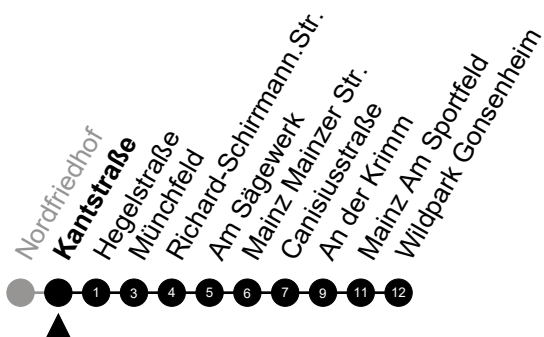 Nordfriedhof
Kantstraße
Hegelstraße
Münchfeld
Richard-Schirrmann.Str.
Am Sägewerk
Mainz Mainzer Str.
Canisiusstraße
An der Krimm
Mainz Am Sportfeld
Wildpark Gonsenheim
1 3 4 5 6 7 9 11 12